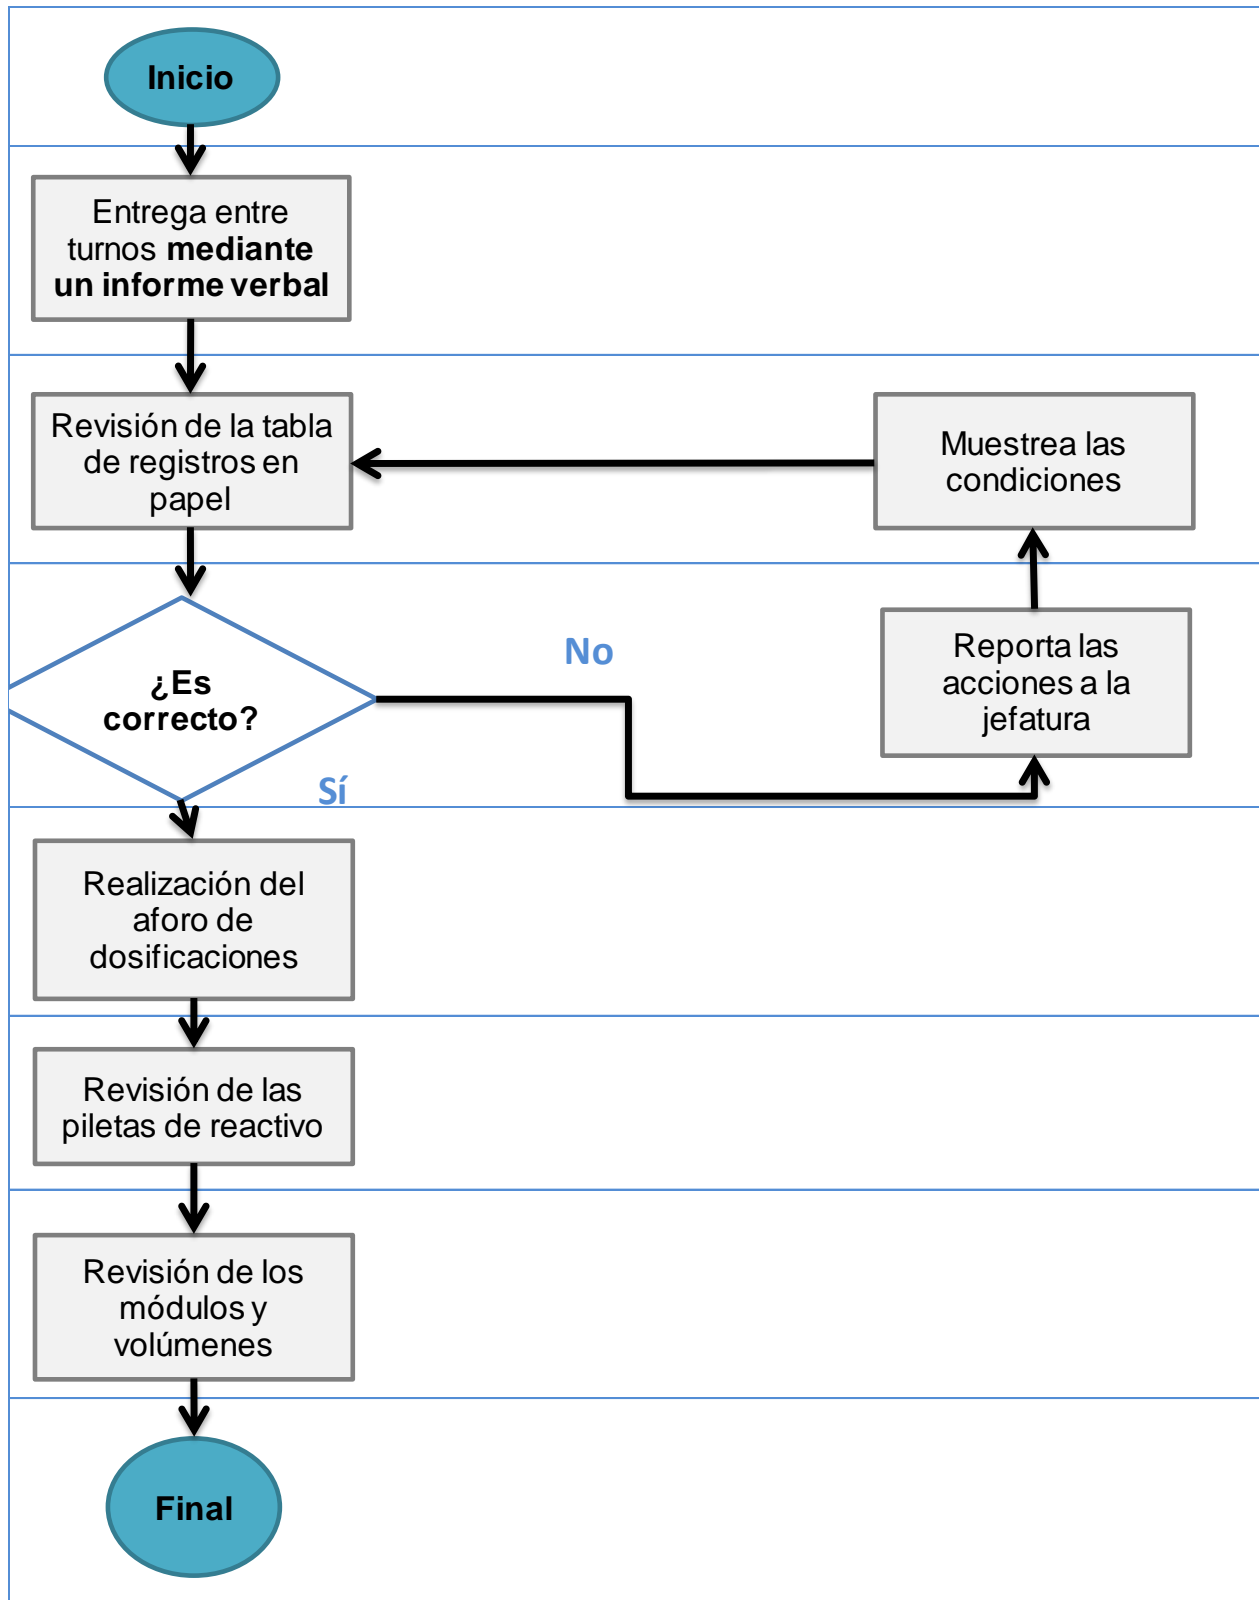 Inicio
Entrega entre
turnos mediante
un informe verbal
Revisión de la tabla
de registros en
papel
Muestrea las
condiciones
¿Es
correcto?
No
Reporta las
acciones a la
jefatura
Sí
Realización del
aforo de
dosificaciones
Revisión de las
piletas de reactivo
Revisión de los
módulos y
volúmenes
Final